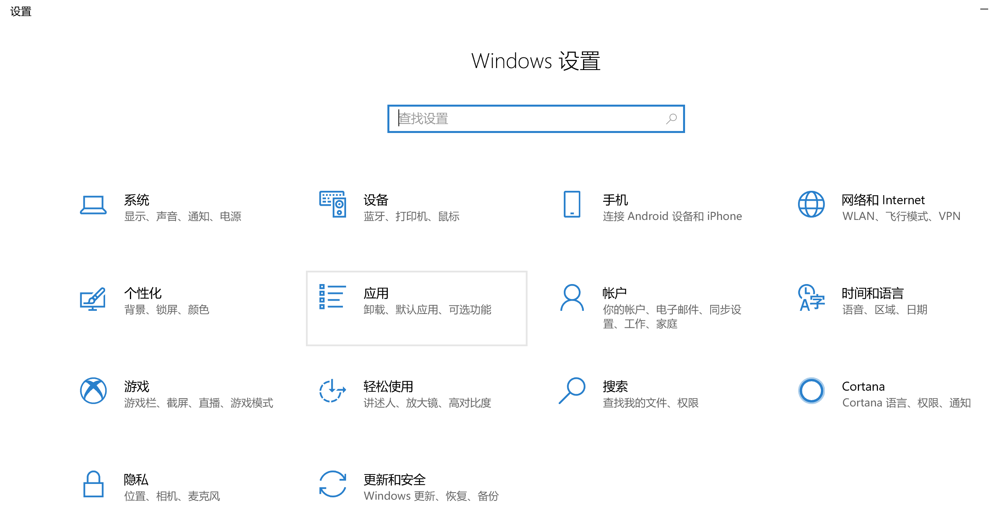 设置
Windows 设置
查找设置
系统
显示、声音、通知、电源
设备
蓝牙、打印机、鼠标
手机
连接 Android 设备和 iPhone
网络和 Internet
WLAN、飞行模式、VPN
个性化
背景、锁屏、颜色
应用
卸载、默认应用、可选功能
帐户
你的帐户、电子邮件、同步设
置、工作、家庭
时间和语言
语音、区域、日期
游戏
游戏栏、截屏、直播、游戏模式
轻松使用
讲述人、放大镜、高对比度
搜索
查找我的文件、权限
Cortana
Cortana 语言、权限、通知
隐私
位置、相机、麦克风
更新和安全
Windows 更新、恢复、备份